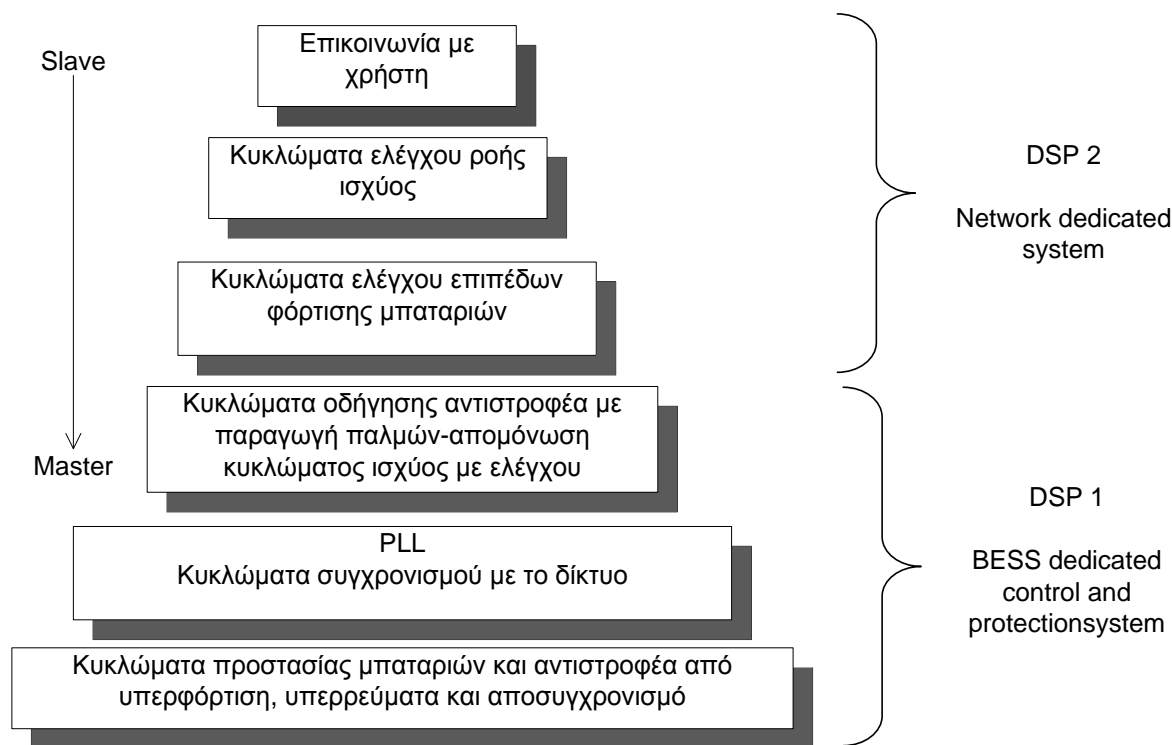 Slave
Επικοινωνία με
χρήστη
Κυκλώματα ελέγχου ροής
ισχύος
DSP 2
Network dedicated
system
Κυκλώματα ελέγχου επιπέδων
φόρτισης μπαταριών
Κυκλώματα οδήγησης αντιστροφέα με
παραγωγή παλμών-απομόνωση
κυκλώματος ισχύος με ελέγχου
Master
DSP 1
BESS dedicated
control and
protectionsystem
PLL
Κυκλώματα συγχρονισμού με το δίκτυο
Κυκλώματα προστασίας μπαταριών και αντιστροφέα από
υπερφόρτιση, υπερρεύματα και αποσυγχρονισμό